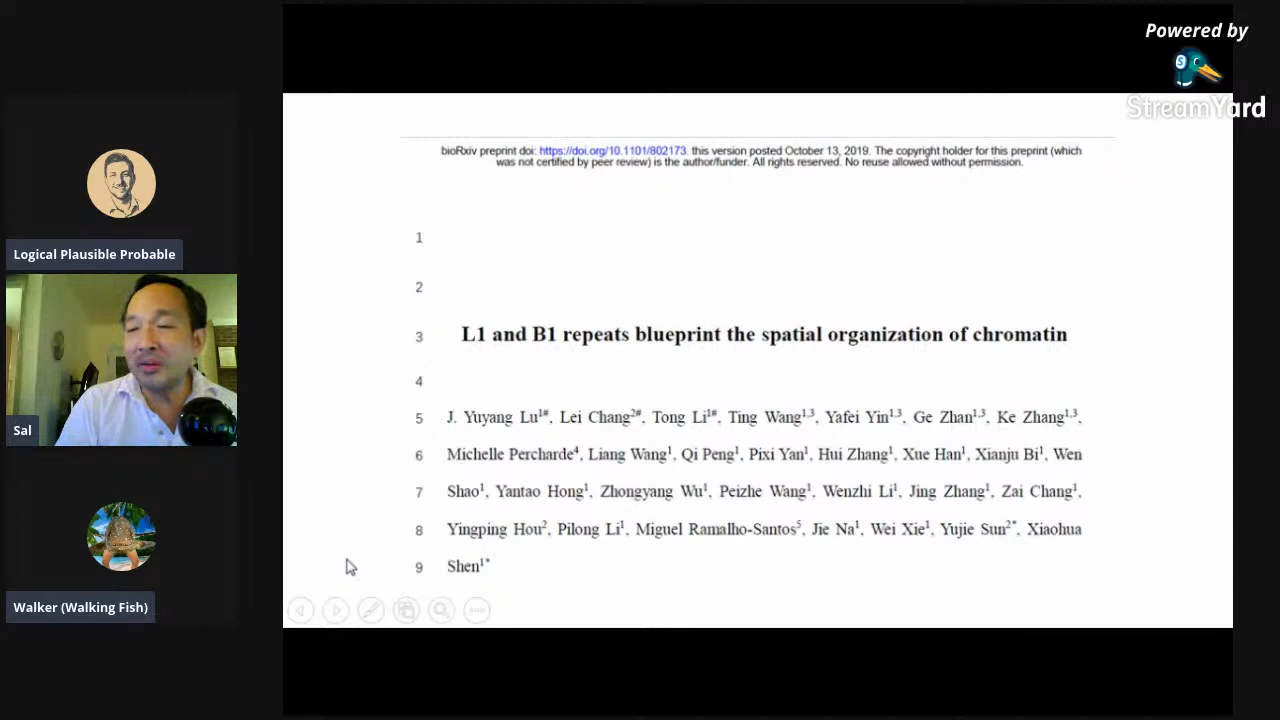 Powered by
StreamYard
bioRxiv preprint doi: https://doi.org/10.1101/802173. this version posted October 13, 2019. The copyright holder for this preprint (which
was not certified by peer review) is the author/funder. All rights reserved. No reuse allowed without permission.
1
2
3 L1 and B1 repeats blueprint the spatial organization of chromatin
4
5 J. Yuyang Lu1#, Lei Chang2#, Tong Li1#, Ting Wang1,3, Yafei Yin1,3, Ge Zhan1,3, Ke Zhang1,3,
6 Michelle Percharde4, Liang Wang1, Qi Peng1, Pixi Yan1, Hui Zhang1, Xue Han1, Xianju Bi1, Wen
7 Shao1, Yantao Hong1, Zhongyang Wu1, Peizhe Wang1, Wenzhi Li1, Jing Zhang1, Zai Chang1,
8 Yingping Hou2, Pilong Li1, Miguel Ramalho-Santos5, Jie Na1, Wei Xie1, Yujie Sun2*, Xiaohua
9 Shen1*
Logical Plausible Probable
Sal
Walker (Walking Fish)